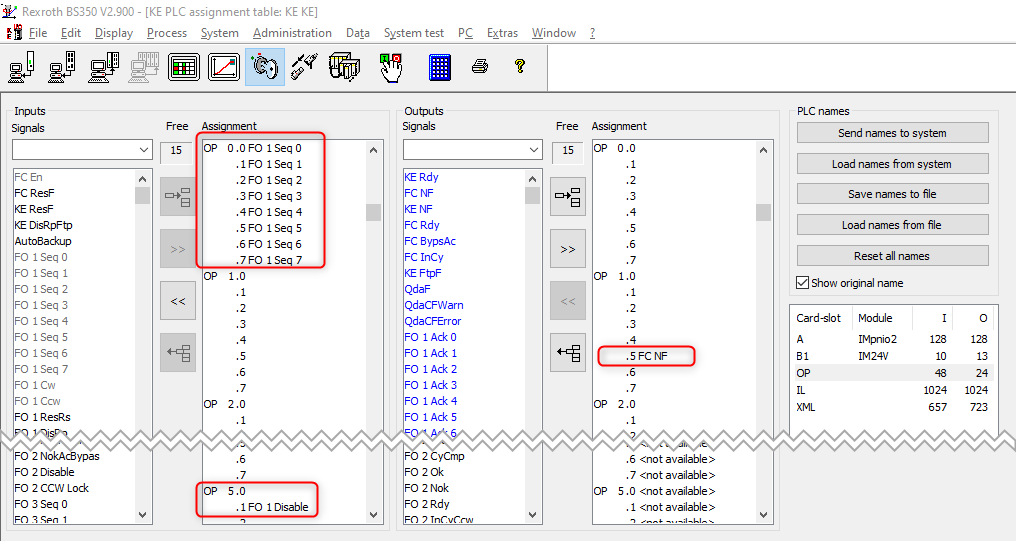 Rexroth BS350 V2.900 - [KE PLC assignment table: KE KE]
File Edit Display Process System Administration Data System test PC Extras Window ?
Inputs
Signals
Free
15
Assignment
FC En
FC ResF
KE ResF
KE DisRpFtp
AutoBackup
FO 1 Seq 0
FO 1 Seq 1
FO 1 Seq 2
FO 1 Seq 3
FO 1 Seq 4
FO 1 Seq 5
FO 1 Seq 6
FO 1 Seq 7
FO 1 Cw
FO 1 Ccw
FO 1 ResRs
FO 2 NokAcBypas
FO 2 Disable
FO 2 CCW Lock
FO 3 Seq 0
FO 3 Seq 1
>>
<<
OP 0.0 FO 1 Seq 0
.1 FO 1 Seq 1
.2 FO 1 Seq 2
.3 FO 1 Seq 3
.4 FO 1 Seq 4
.5 FO 1 Seq 5
.6 FO 1 Seq 6
.7 FO 1 Seq 7
OP 1.0
.1
.2
.3
.4
.5
.6
.7
OP 2.0
.1
.6
.7
OP 5.0
.1 FO 1 Disable
Outputs
Signals
Free
15
Assignment
KE Rdy
FC NF
KE NF
FC Rdy
FC BypsAc
FC InCy
KE FtpF
QdaF
QdaCFWarn
QdaCFError
FO 1 Ack 0
FO 1 Ack 1
FO 1 Ack 2
FO 1 Ack 3
FO 1 Ack 4
FO 1 Ack 5
FO 1 Ack 6
FO 2 CyCmp
FO 2 Ok
FO 2 Nok
FO 2 Rdy
FO 2 InCyCcw
>>
<<
OP 0.0
.1
.2
.3
.4
.5
.6
.7
OP 1.0
.1
.2
.3
.4
.5 FC NF
.6
.7
OP 2.0
.1
<not available>
.6 <not available>
.7 <not available>
OP 5.0 <not available>
.1 <not available>
.2 <not available>
PLC names
Send names to system
Load names from system
Save names to file
Load names from file
Reset all names
Show original name
Card-slot Module I O
A IMpnio2 128 128
B1 IM24V 10 13
OP 48 24
IL 1024 1024
XML 657 723